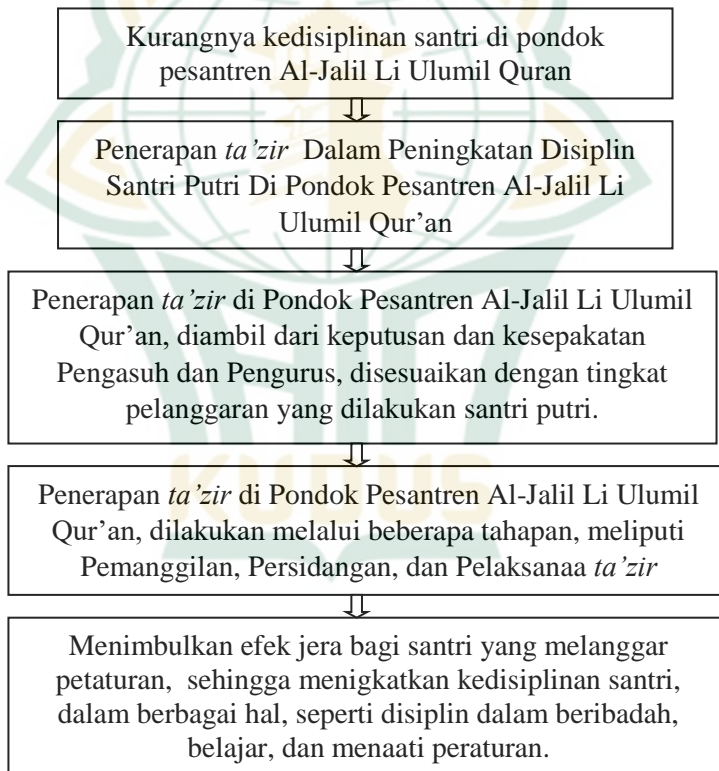 Kurangnya kedisiplinan santri di pondok
pesantren Al-Jalil Li Ulumil Quran
Penerapan ta’zir Dalam Peningkatan Disiplin
Santri Putri Di Pondok Pesantren Al-Jalil Li
Ulumil Qur’an
Penerapan ta’zir di Pondok Pesantren Al-Jalil Li Ulumil
Qur’an, diambil dari keputusan dan kesepakatan
Pengasuh dan Pengurus, disesuaikan dengan tingkat
pelanggaran yang dilakukan santri putri.
KUDUS
Penerapan ta’zir di Pondok Pesantren Al-Jalil Li Ulumil
Qur’an, dilakukan melalui beberapa tahapan, meliputi
Pemanggilan, Persidangan, dan Pelaksanaa ta’zir
Menimbulkan efek jera bagi santri yang melanggar
petaturan, sehingga menigkatkan kedisiplinan santri,
dalam berbagai hal, seperti disiplin dalam beribadah,
belajar, dan menaati peraturan.